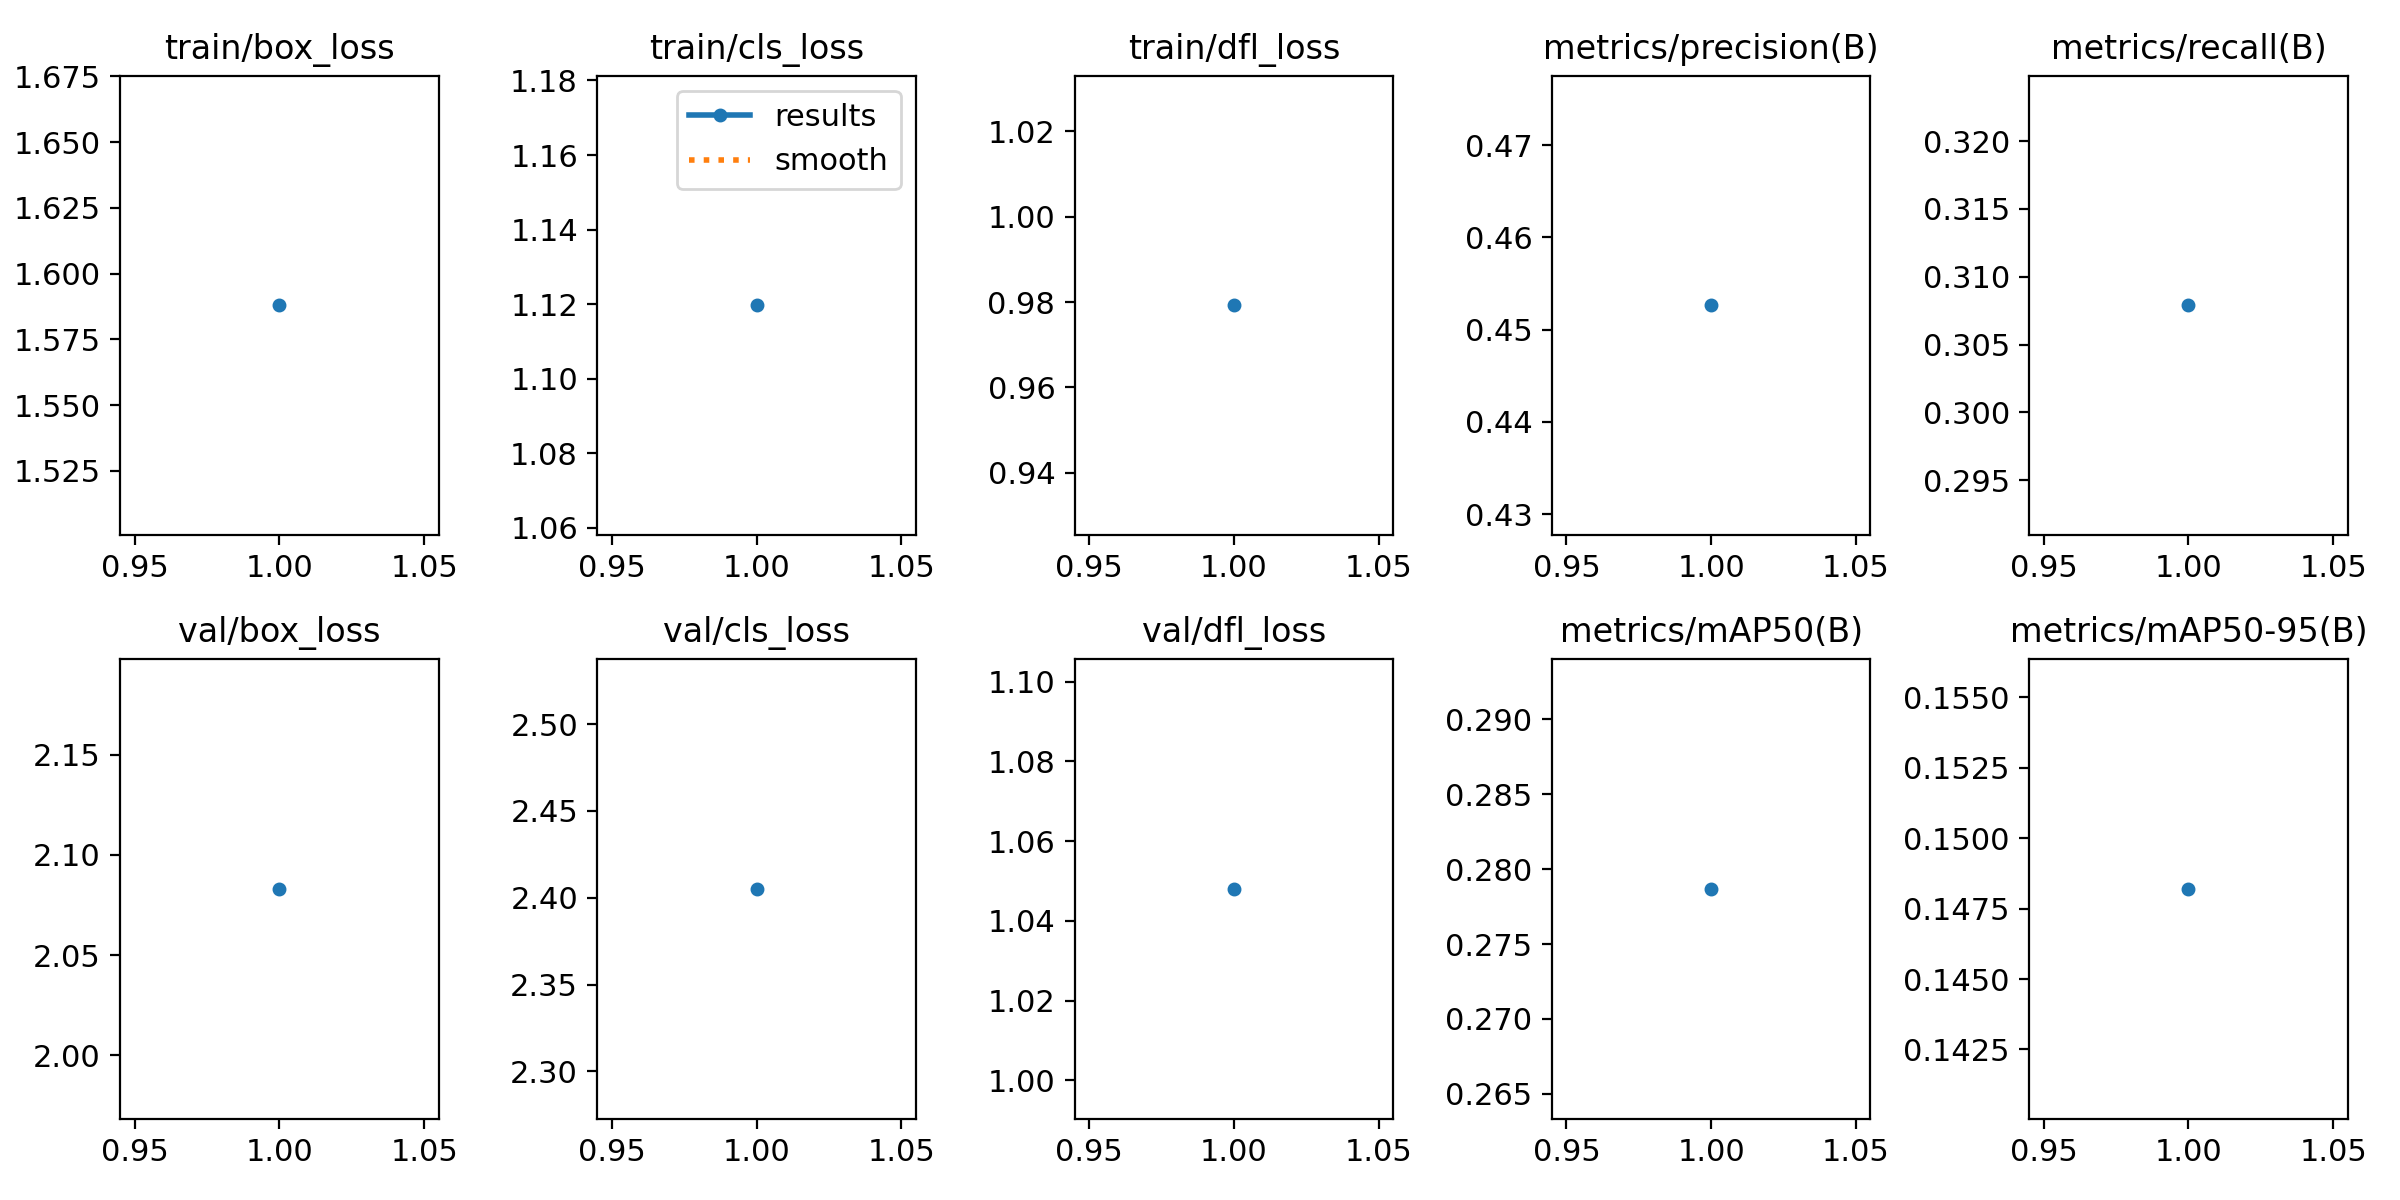 train/box_loss
train/cls_loss
train/dfl_loss
metrics/precision(B)
metrics/recall(B)
1.675
1.650
1.625
1.600
1.575
1.550
1.525
0.95 1.00 1.05
1.18
1.16
1.14
1.12
1.10
1.08
1.06
results
smooth
0.95 1.00 1.05
1.02
1.00
0.98
0.96
0.94
0.95 1.00 1.05
0.47
0.46
0.45
0.44
0.43
0.95 1.00 1.05
0.320
0.315
0.310
0.305
0.300
0.295
0.95 1.00 1.05
val/box_loss
val/cls_loss
val/dfl_loss
metrics/mAP50(B)
metrics/mAP50-95(B)
2.15
2.10
2.05
2.00
0.95 1.00 1.05
2.50
2.45
2.40
2.35
2.30
0.95 1.00 1.05
1.10
1.08
1.06
1.04
1.02
1.00
0.95 1.00 1.05
0.290
0.285
0.280
0.275
0.270
0.265
0.95 1.00 1.05
0.1550
0.1525
0.1500
0.1475
0.1450
0.1425
0.95 1.00 1.05